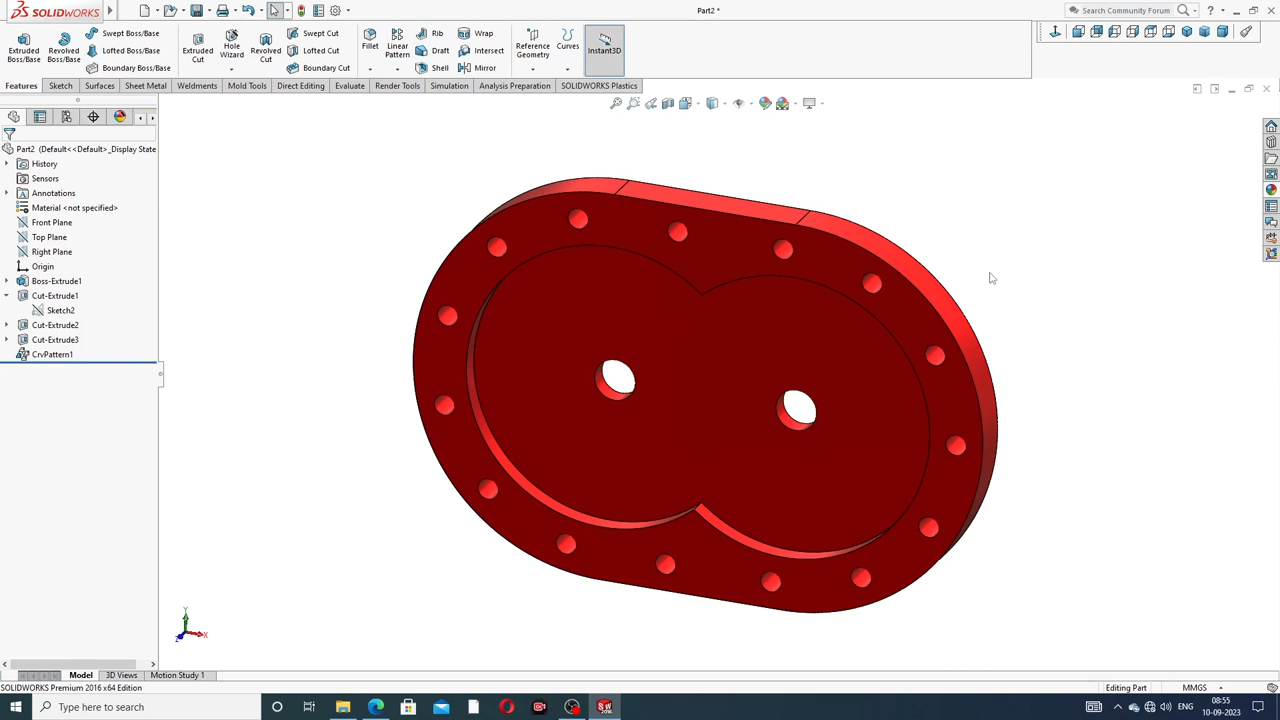 SOLIDWORKS
Part2 *
Search Community Forum
Extruded Boss/Base
Revolved Boss/Base
Swept Boss/Base
Lofted Boss/Base
Boundary Boss/Base
Extruded Cut
Hole Wizard
Revolved Cut
Swept Cut
Lofted Cut
Boundary Cut
Fillet
Linear Pattern
Rib
Draft
Shell
Wrap
Intersect
Mirror
Reference Geometry
Curves
Instant3D
Features Sketch Surfaces Sheet Metal Weldments Mold Tools Direct Editing Evaluate Render Tools Simulation Analysis Preparation SOLIDWORKS Plastics
Part2 (Default<<Default>_Display State
History
Sensors
Annotations
Material <not specified>
Front Plane
Top Plane
Right Plane
Origin
Boss-Extrude1
Cut-Extrude1
Sketch2
Cut-Extrude2
Cut-Extrude3
CrvPattern1
Y
X
Z
Model 3D Views Motion Study 1
SOLIDWORKS Premium 2016 x64 Edition
Editing Part
MMGS
Type here to search
ENG
08:55
10-09-2023